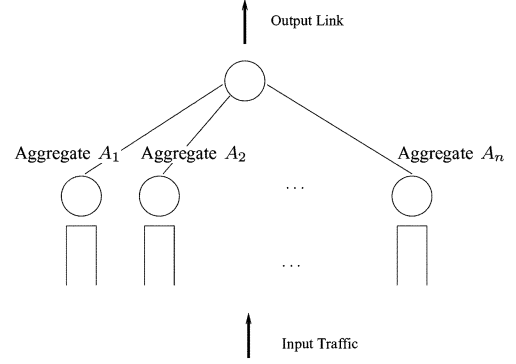 Output Link
Aggregate A₁ Aggregate A₂ Aggregate Aₙ
...
...
Input Traffic